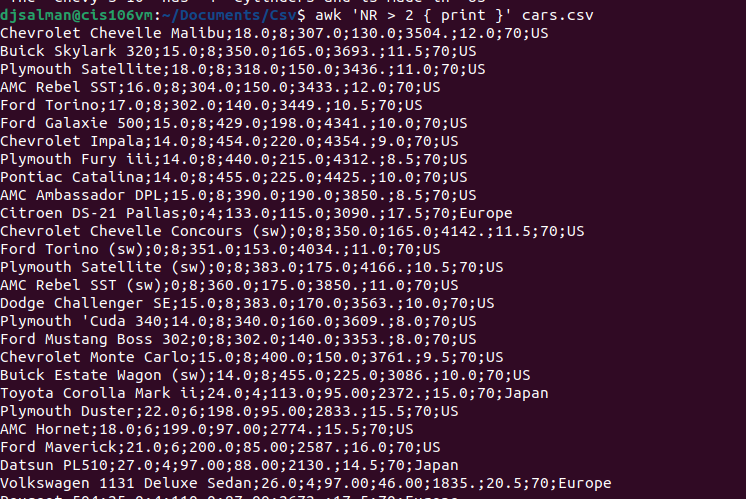 djsalman@cis106vm:~/Documents/Csv$ awk 'NR > 2 { print }' cars.csv
Chevrolet Chevelle Malibu;18.0;8;307.0;130.0;3504.;12.0;70;US
Buick Skylark 320;15.0;8;350.0;165.0;3693.;11.5;70;US
Plymouth Satellite;18.0;8;318.0;150.0;3436.;11.0;70;US
AMC Rebel SST;16.0;8;304.0;150.0;3433.;12.0;70;US
Ford Torino;17.0;8;302.0;140.0;3449.;10.5;70;US
Ford Galaxie 500;15.0;8;429.0;198.0;4341.;10.0;70;US
Chevrolet Impala;14.0;8;454.0;220.0;4354.;9.0;70;US
Plymouth Fury iii;14.0;8;440.0;215.0;4312.;8.5;70;US
Pontiac Catalina;14.0;8;455.0;225.0;4425.;10.0;70;US
AMC Ambassador DPL;15.0;8;390.0;190.0;3850.;8.5;70;US
Citroen DS-21 Pallas;0;4;133.0;115.0;3090.;17.5;70;Europe
Chevrolet Chevelle Concours (sw);0;8;350.0;165.0;4142.;11.5;70;US
Ford Torino (sw);0;8;351.0;153.0;4034.;11.0;70;US
Plymouth Satellite (sw);0;8;383.0;175.0;4166.;10.5;70;US
AMC Rebel SST (sw);0;8;360.0;175.0;3850.;11.0;70;US
Dodge Challenger SE;15.0;8;383.0;170.0;3563.;10.0;70;US
Plymouth 'Cuda 340;14.0;8;340.0;160.0;3609.;8.0;70;US
Ford Mustang Boss 302;0;8;302.0;140.0;3353.;8.0;70;US
Chevrolet Monte Carlo;15.0;8;400.0;150.0;3761.;9.5;70;US
Buick Estate Wagon (sw);14.0;8;455.0;225.0;3086.;10.0;70;US
Toyota Corolla Mark ii;24.0;4;113.0;95.00;2372.;15.0;70;Japan
Plymouth Duster;22.0;6;198.0;95.00;2833.;15.5;70;US
AMC Hornet;18.0;6;199.0;97.00;2774.;15.5;70;US
Ford Maverick;21.0;6;200.0;85.00;2587.;16.0;70;US
Datsun PL510;27.0;4;97.00;88.00;2130.;14.5;70;Japan
Volkswagen 1131 Deluxe Sedan;26.0;4;97.00;46.00;1835.;20.5;70;Europe